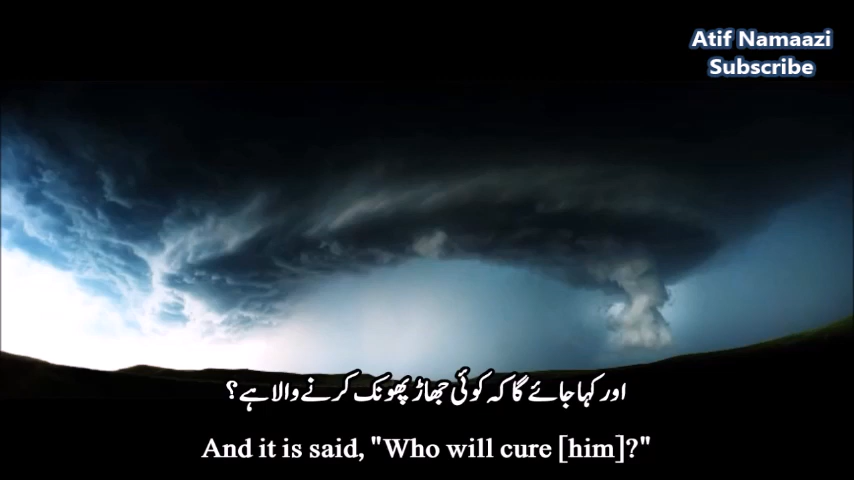 Atif Namaazi
Subscribe
اور کہا جائے گا کہ کوئی جھاڑ پھونک کرنے والا ہے؟
And it is said, "Who will cure [him]?"